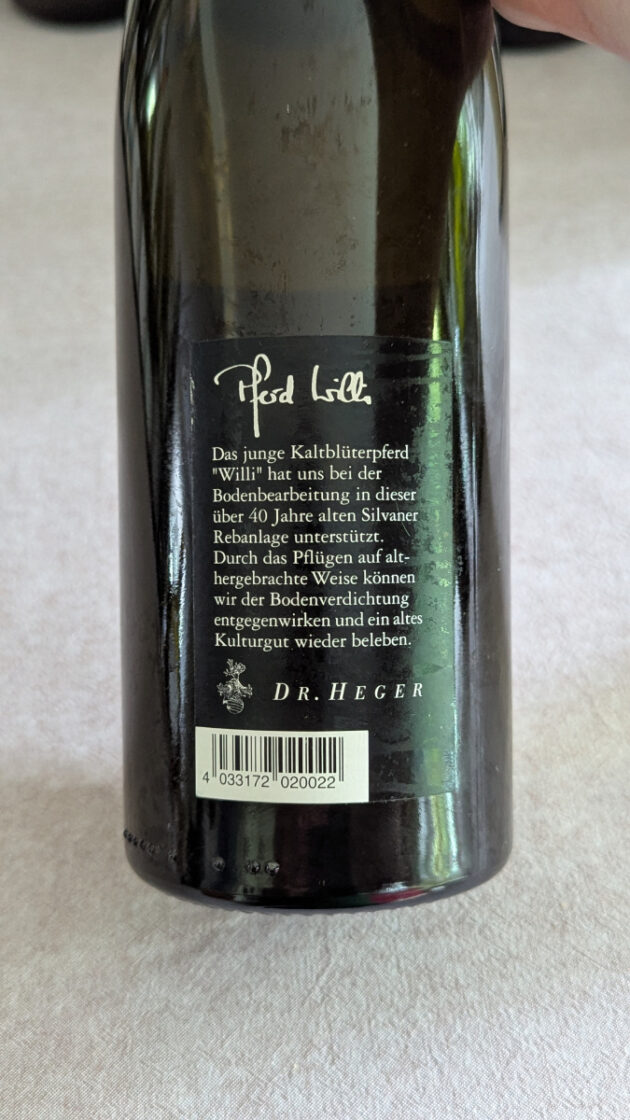 Pferd Willi
Das junge Kaltblüterpferd
"Willi" hat uns bei der
Bodenbearbeitung in dieser
über 40 Jahre alten Silvaner
Rebanlage unterstützt.
Durch das Pflügen auf alt-
hergebrachte Weise können
wir der Bodenverdichtung
entgegenwirken und ein altes
Kulturgut wieder beleben.
DR. HEGER
4 033172 020022